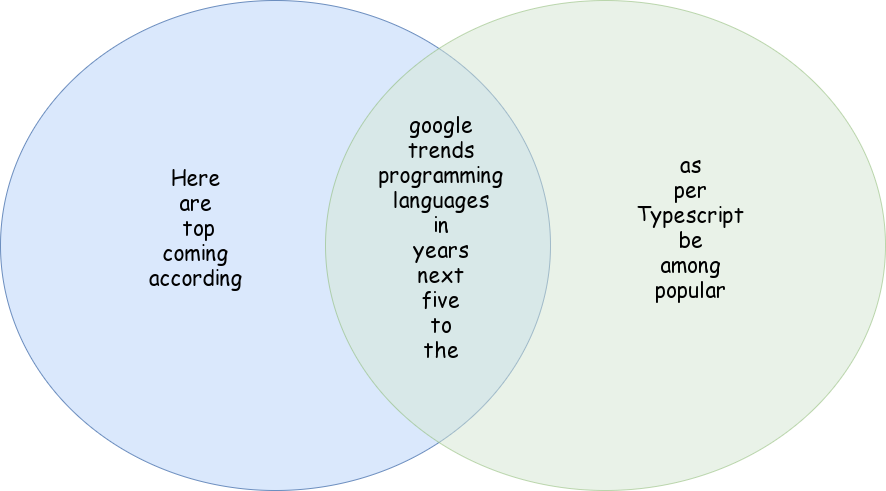 Here
are
top
coming
according
google
trends
programming
languages
in
years
next
five
to
the
as
per
Typescript
be
among
popular